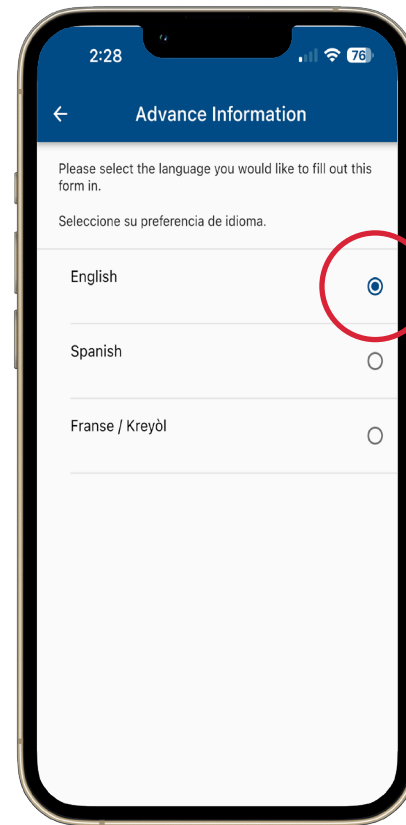 2:28
76
Advance Information
Please select the language you would like to fill out this
form in.
Seleccione su preferencia de idioma.
English
Spanish
Franse / Kreyòl